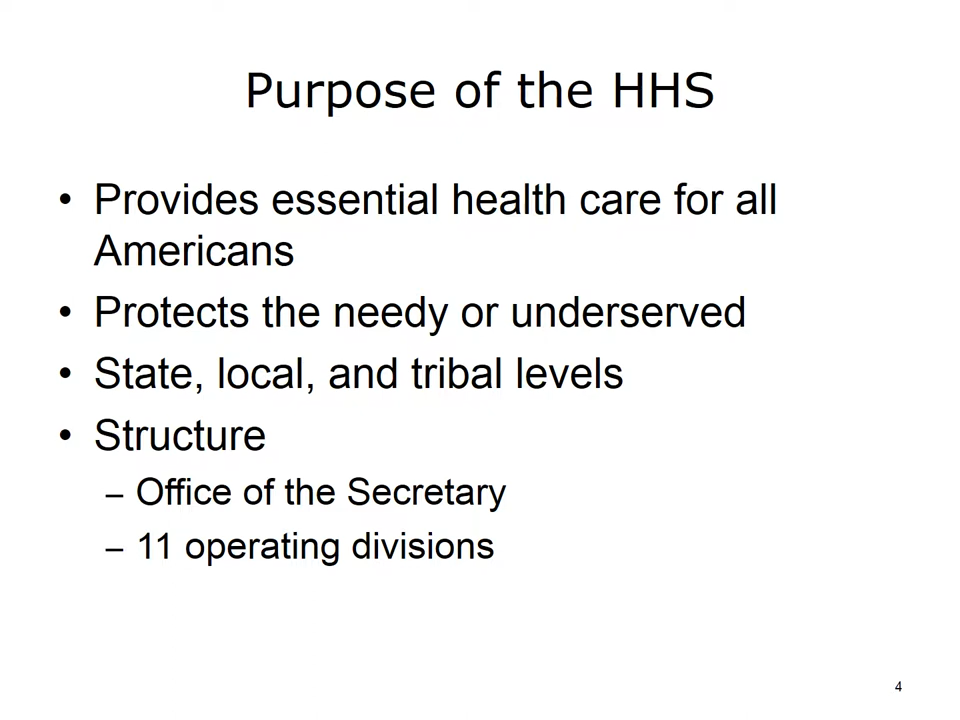 Purpose of the HHS
• Provides essential health care for all
Americans
• Protects the needy or underserved
• State, local, and tribal levels
• Structure
– Office of the Secretary
– 11 operating divisions
4